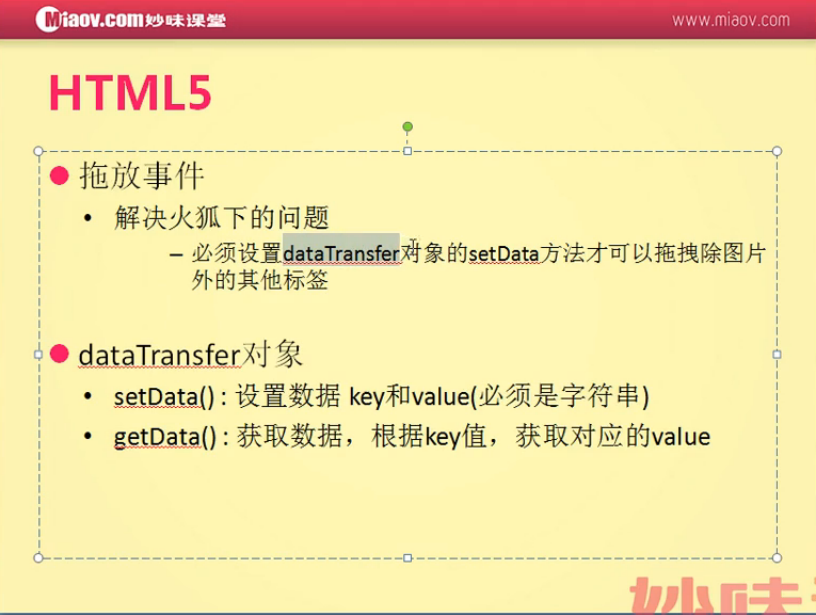 Miaov.com妙味课堂
www.miaov.com
HTML5
拖放事件
解决火狐下的问题
– 必须设置dataTransfer对象的setData方法才可以拖拽除图片
外的其他标签
dataTransfer对象
setData() : 设置数据 key和value(必须是字符串)
getData() : 获取数据，根据key值，获取对应的value
妙味